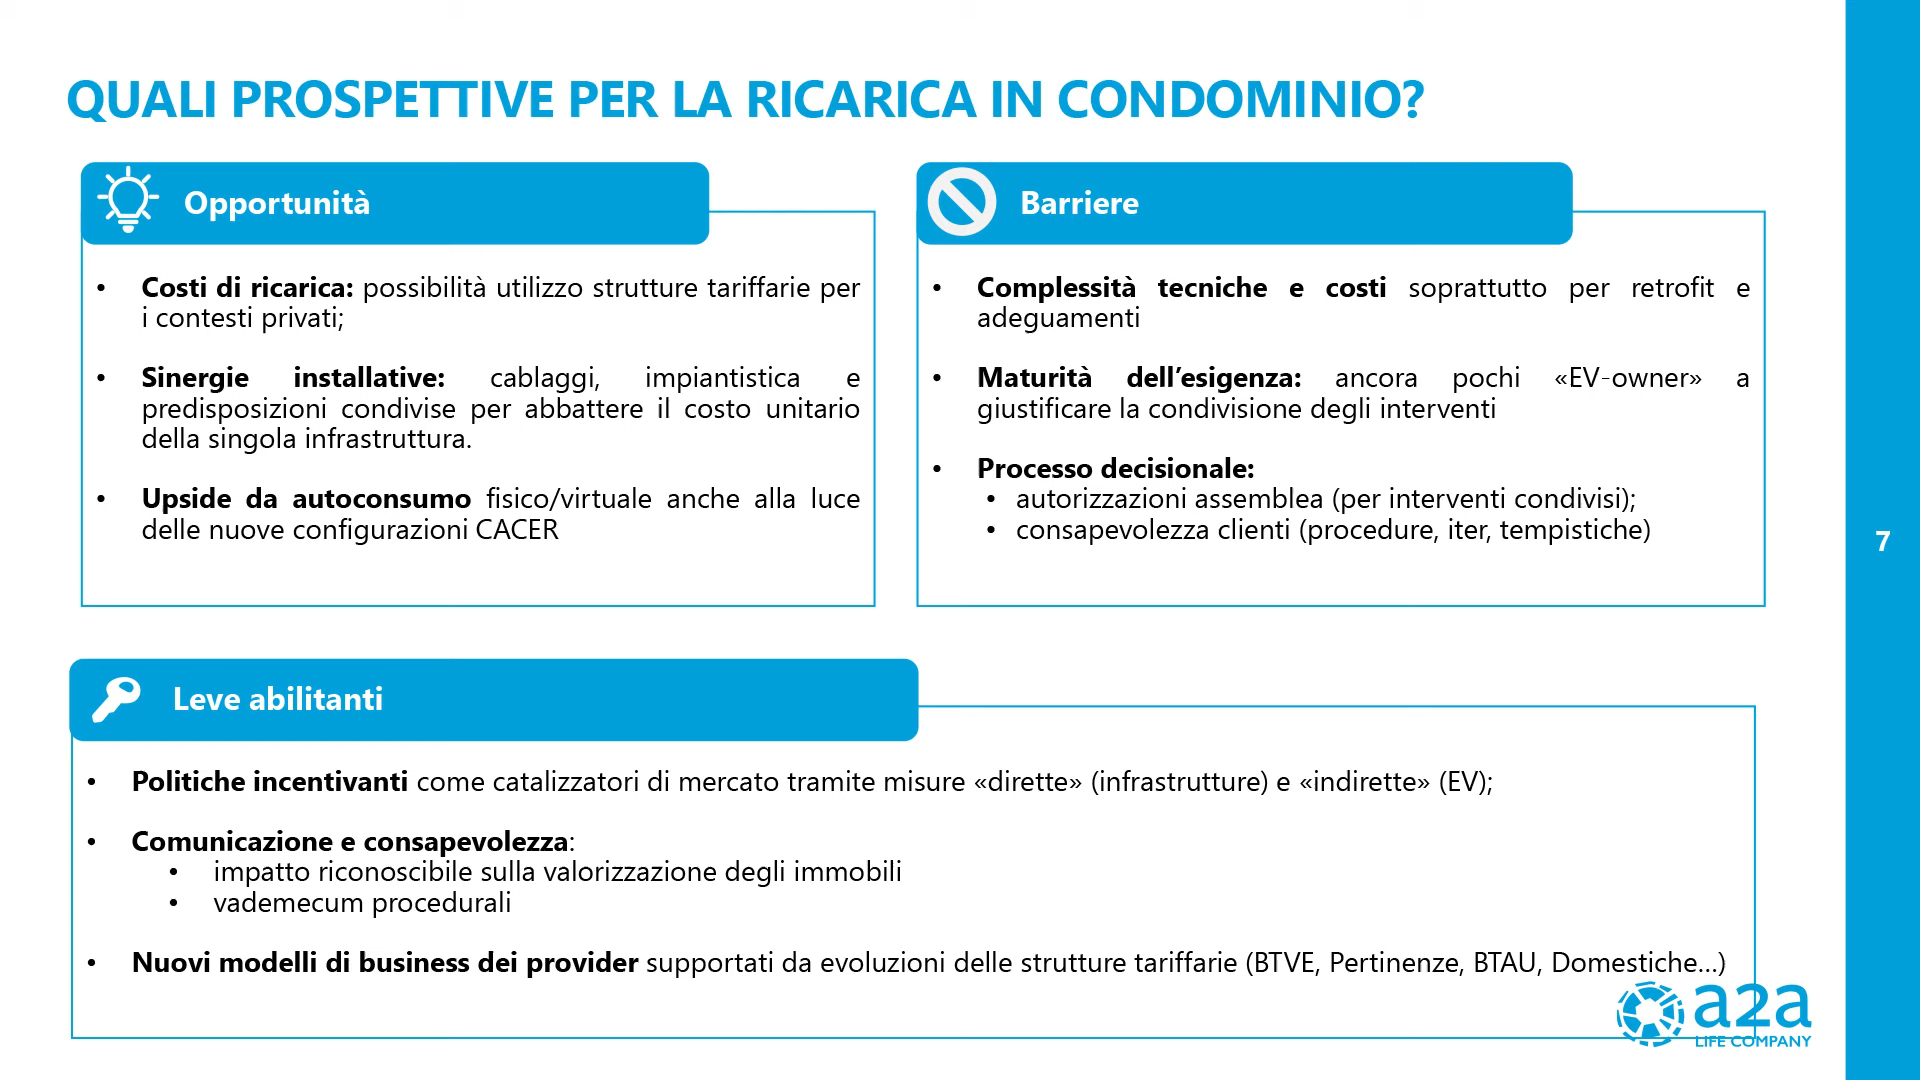 QUALI PROSPETTIVE PER LA RICARICA IN CONDOMINIO?
Opportunità
• Costi di ricarica: possibilità utilizzo strutture tariffarie per
i contesti privati;
• Sinergie installative: cablaggi, impiantistica e
predisposizioni condivise per abbattere il costo unitario
della singola infrastruttura.
• Upside da autoconsumo fisico/virtuale anche alla luce
delle nuove configurazioni CACER
Barriere
• Complessità tecniche e costi soprattutto per retrofit e
adeguamenti
• Maturità dell’esigenza: ancora pochi «EV-owner» a
giustificare la condivisione degli interventi
• Processo decisionale:
• autorizzazioni assemblea (per interventi condivisi);
• consapevolezza clienti (procedure, iter, tempistiche)
7
Leve abilitanti
• Politiche incentivanti come catalizzatori di mercato tramite misure «dirette» (infrastrutture) e «indirette» (EV);
• Comunicazione e consapevolezza:
• impatto riconoscibile sulla valorizzazione degli immobili
• vademecum procedurali
• Nuovi modelli di business dei provider supportati da evoluzioni delle strutture tariffarie (BTVE, Pertinenze, BTAU, Domestiche...)
a2a
LIFE COMPANY